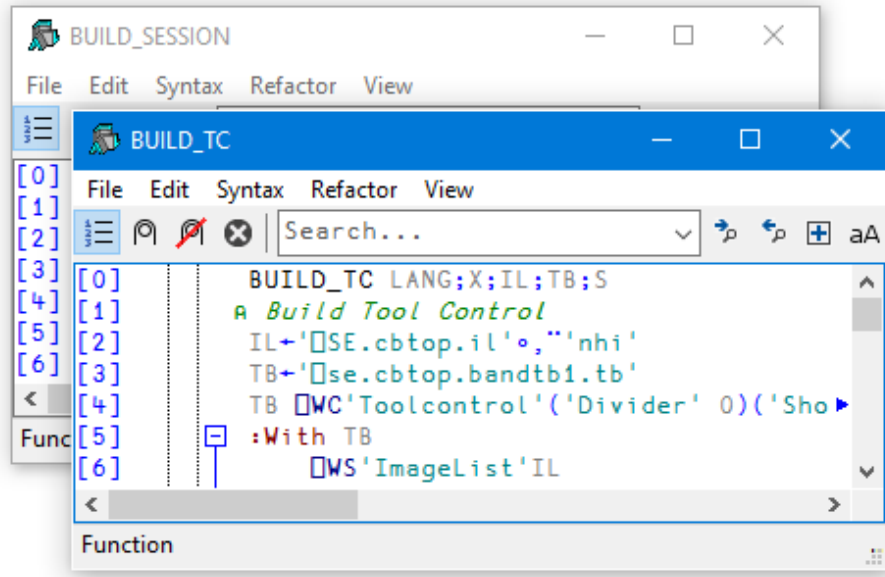 BUILD_SESSION
File Edit Syntax Refactor View
[0]
[1]
[2]
[3]
[4]
[5]
[6]
Func
BUILD_TC
File Edit Syntax Refactor View
Search... aA
[0] BUILD_TC LANG;X;IL;TB;S
[1] ⍝ Build Tool Control
[2] IL←'⎕SE.cbtop.il'∘,¨'nhi'
[3] TB←'⎕se.cbtop.bandtb1.tb'
[4] TB ⎕WC'Toolcontrol'('Divider' 0)('Sho
[5] :With TB
[6] ⎕WS'ImageList'IL
Function